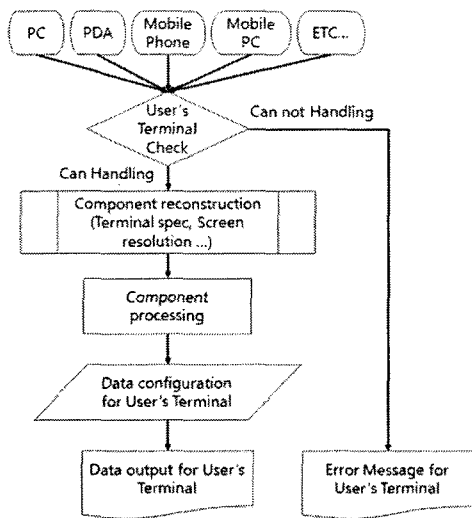 PC
PDA
Mobile
Phone
Mobile
PC
ETC...
User's
Terminal
Check
Can not Handling
Can Handling
Component reconstruction
(Terminal spec, Screen
resolution ...)
Component
processing
Data configuration
for User's Terminal
Data output for User's
Terminal
Error Message for
User's Terminal